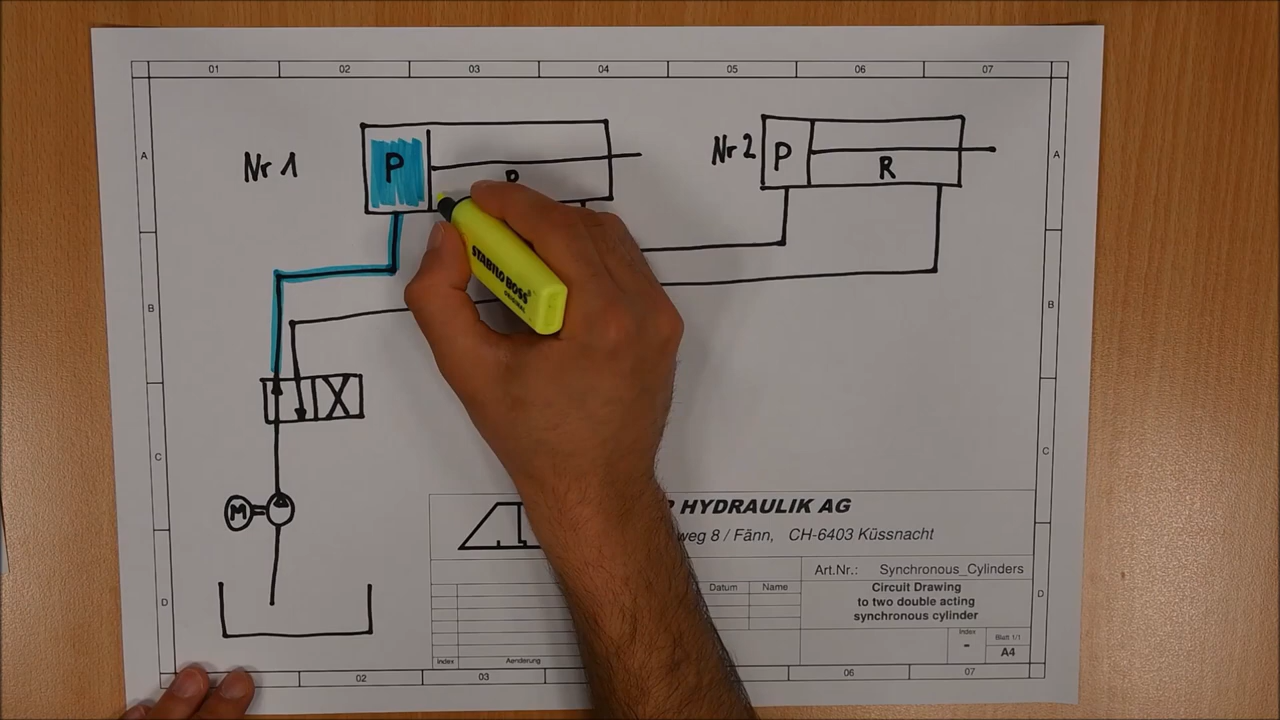 01 02 03 04 05 06 07
A A
Nr 1 P R
Nr 2 P R
B B
X
C C
STABILO BOSS
ORIGINAL
M
HYDRAULIK AG
weg 8 / Fänn, CH-6403 Küssnacht
Art.Nr.: Synchronous_Cylinders
Datum Name
Circuit Drawing
to two double acting
synchronous cylinder
D D
Index Blatt 1/1
- A4
Index Aenderung
02 03 06 07